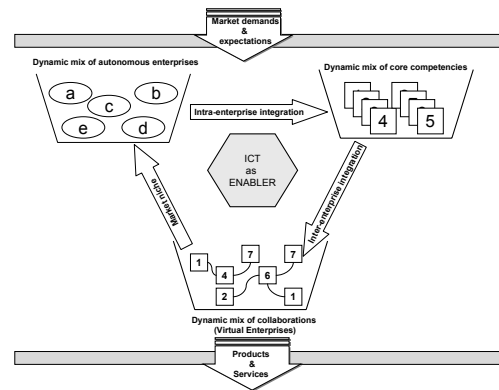 Market demands
&
expectations
Dynamic mix of autonomous enterprises
Dynamic mix of core competencies
a
b
c
e
d
Intra-enterprise integration
4
5
ICT
as
ENABLER
Market niche
Inter-enterprise integration
1
4
7
7
2
6
1
Dynamic mix of collaborations
(Virtual Enterprises)
Products
&
Services